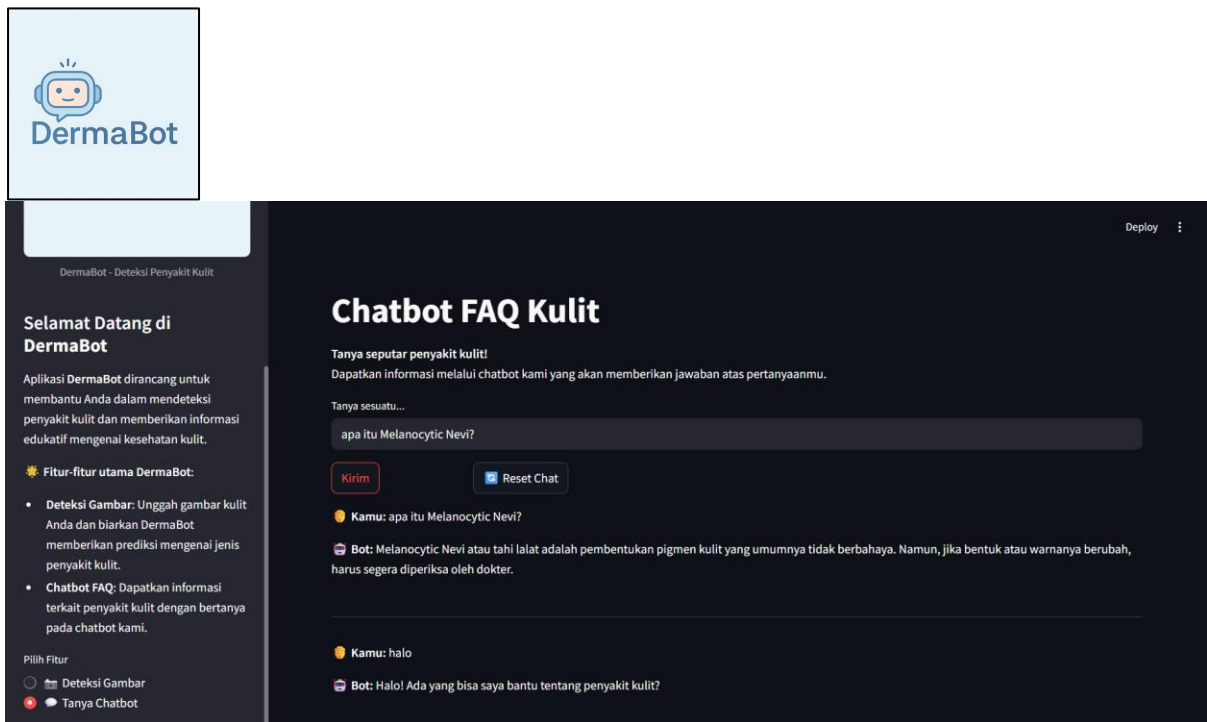 DermaBot
Deploy
DermaBot - Deteksi Penyakit Kulit
Selamat Datang di
DermaBot
Aplikasi DermaBot dirancang untuk
membantu Anda dalam mendeteksi
penyakit kulit dan memberikan informasi
edukatif mengenai kesehatan kulit.
Fitur-fitur utama DermaBot:
Deteksi Gambar: Unggah gambar kulit
Anda dan biarkan DermaBot
memberikan prediksi mengenai jenis
penyakit kulit.
Chatbot FAQ: Dapatkan informasi
terkait penyakit kulit dengan bertanya
pada chatbot kami.
Pilih Fitur
Deteksi Gambar
Tanya Chatbot
Chatbot FAQ Kulit
Tanya seputar penyakit kulit!
Dapatkan informasi melalui chatbot kami yang akan memberikan jawaban atas pertanyaanmu.
Tanya sesuatu...
apa itu Melanocytic Nevi?
Kirim
Reset Chat
Kamu: apa itu Melanocytic Nevi?
Bot: Melanocytic Nevi atau tahi lalat adalah pembentukan pigmen kulit yang umumnya tidak berbahaya. Namun, jika bentuk atau warnanya berubah,
harus segera diperiksa oleh dokter.
Kamu: halo
Bot: Halo! Ada yang bisa saya bantu tentang penyakit kulit?